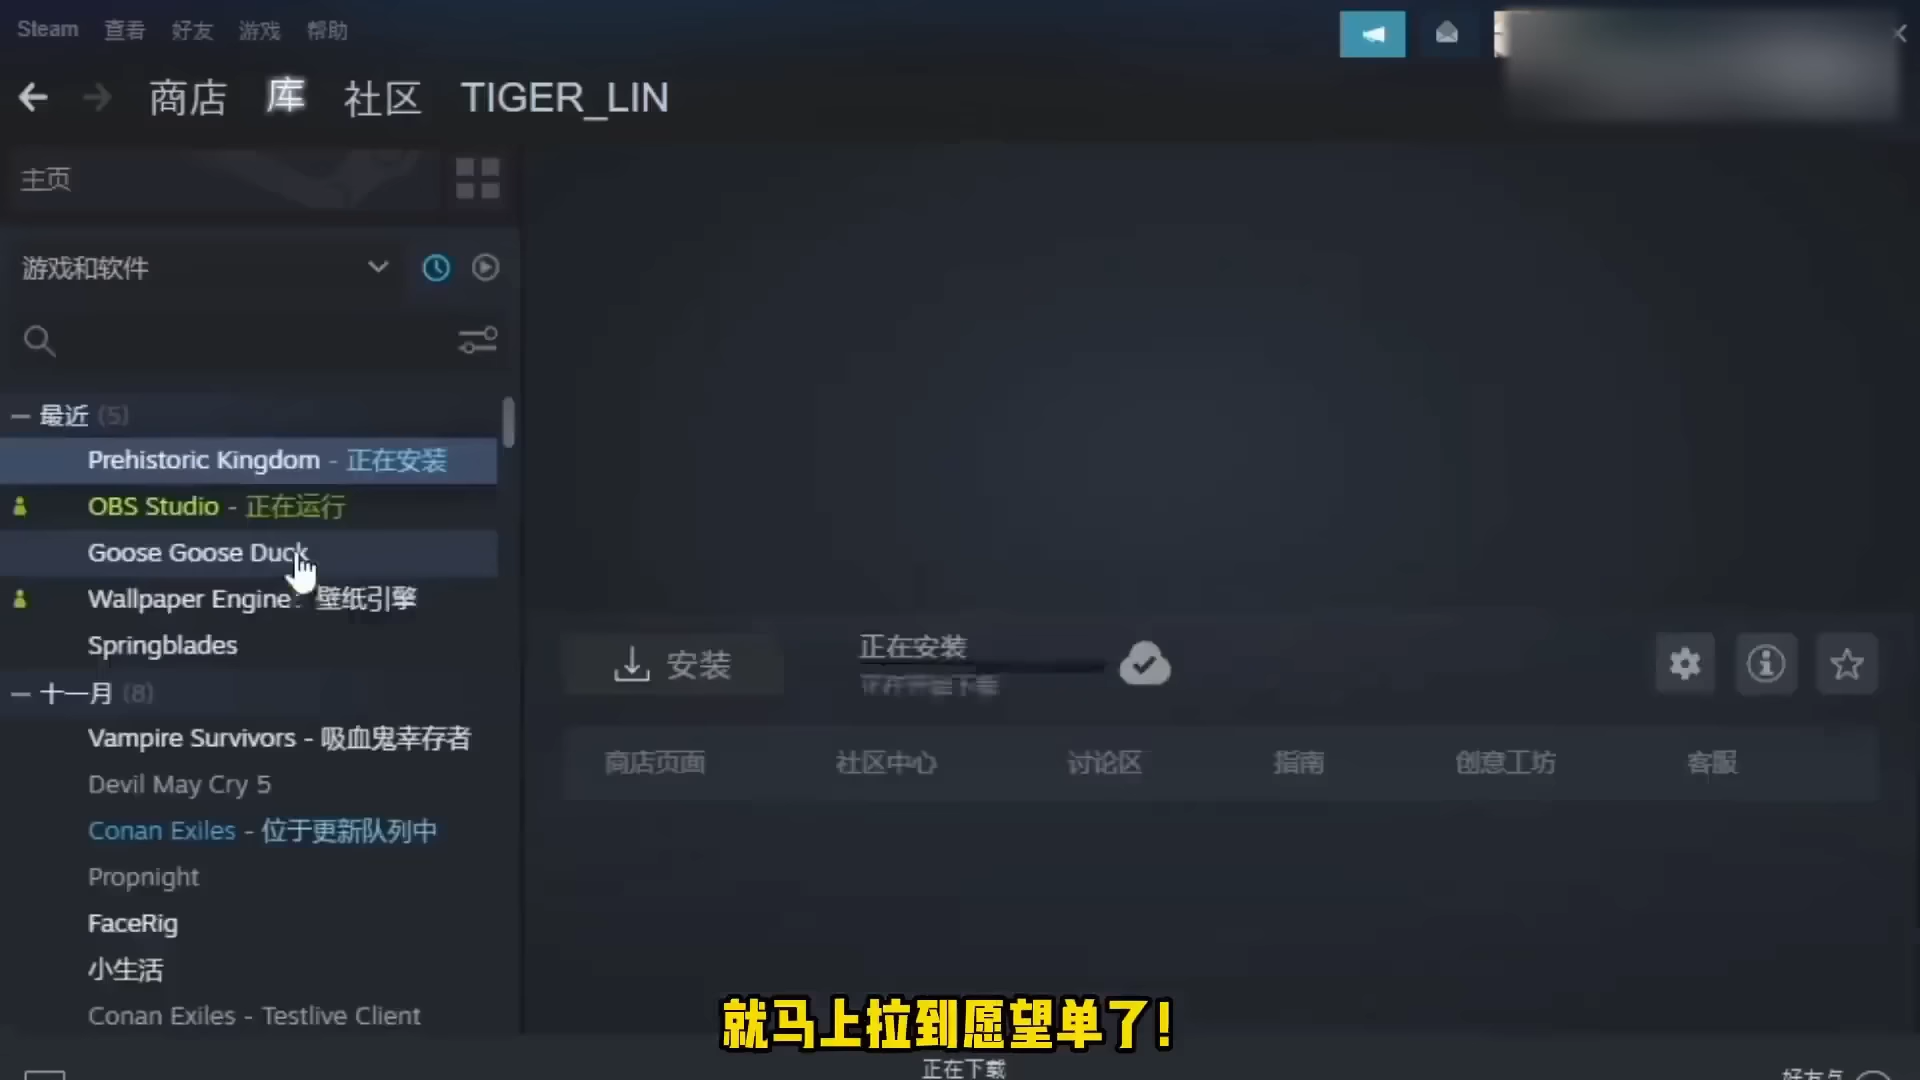 Steam 查看 好友 游戏 帮助
商店 库 社区 TIGER_LIN
主页
游戏和软件
最近 (5)
Prehistoric Kingdom - 正在安装
OBS Studio - 正在运行
Goose Goose Duck
Wallpaper Engine：壁纸引擎
Springblades
十一月 (8)
Vampire Survivors - 吸血鬼幸存者
Devil May Cry 5
Conan Exiles - 位于更新队列中
Propnight
FaceRig
小生活
Conan Exiles - Testlive Client
安装
正在安装
商店页面 社区中心 讨论区 指南 创意工坊 客服
就马上拉到愿望单了!
正在下载